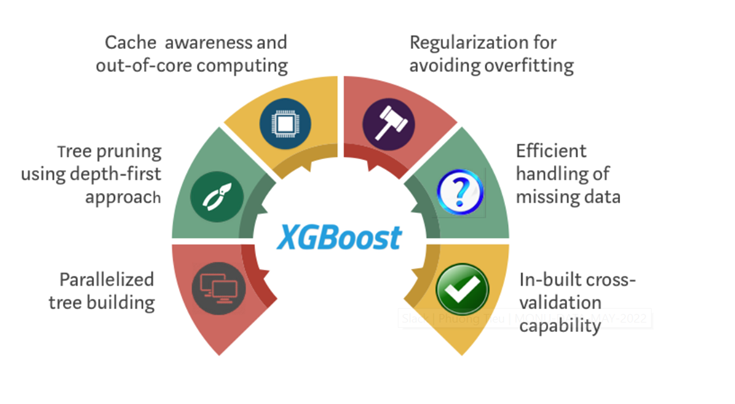 Cache awareness and
out-of-core computing
Regularization for
avoiding overfitting
Tree pruning
using depth-first
approach
Efficient
handling of
missing data
XGBoost
Parallelized
tree building
In-built cross-
validation
capability